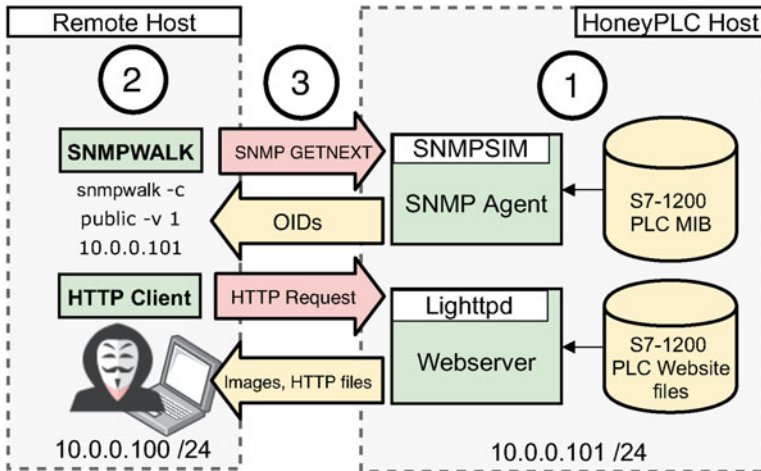 Remote Host
HoneyPLC Host
2
3
1
SNMPWALK
SNMP GETNEXT
SNMPSIM
SNMP Agent
S7-1200
PLC MIB
snmpwalk -c
public -v 1
10.0.0.101
OIDs
HTTP Client
HTTP Request
Lighttpd
Webserver
S7-1200
PLC Website
files
Images, HTTP files
10.0.0.100 /24
10.0.0.101 /24